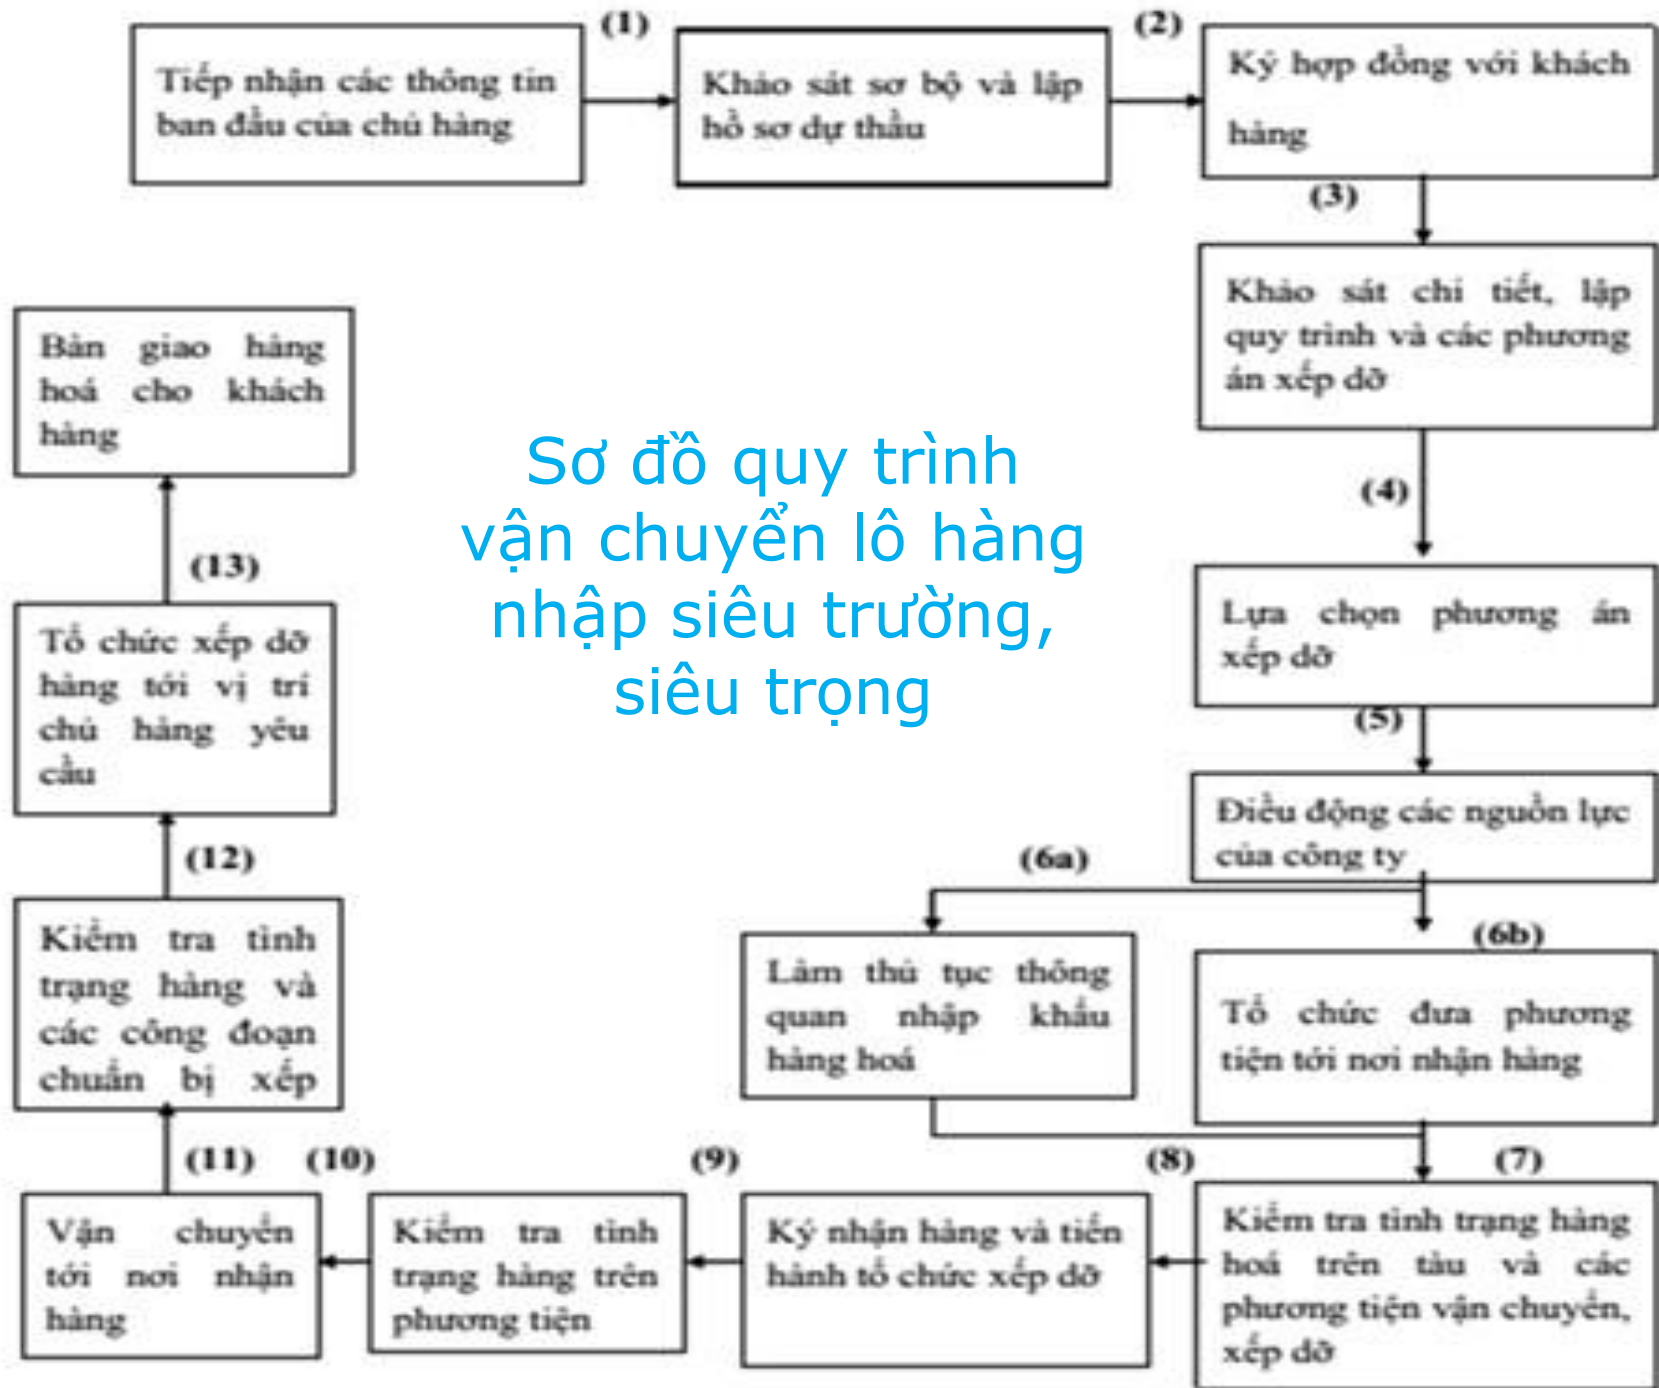 (1)
(2)
Tiếp nhận các thông tin
ban đầu của chủ hàng
Khảo sát sơ bộ và lập
hồ sơ dự thầu
Ký hợp đồng với khách
hàng
(3)
Khảo sát chi tiết, lập
quy trình và các phương
án xếp dỡ
(4)
Lựa chọn phương án
xếp dỡ
(5)
Điều động các nguồn lực
của công ty
(6a)
(6b)
Làm thủ tục thông
quan nhập khẩu
hàng hoá
Tổ chức đưa phương
tiện tới nơi nhận hàng
(7)
Kiểm tra tình trạng hàng
hoá trên tàu và các
phương tiện vận chuyển,
xếp dỡ
(8)
Ký nhận hàng và tiến
hành tổ chức xếp dỡ
(9)
Kiểm tra tình
trạng hàng trên
phương tiện
(10)
Vận chuyển
tới nơi nhận
hàng
(11)
Kiểm tra tình
trạng hàng và
các công đoạn
chuẩn bị xếp
(12)
Tổ chức xếp dỡ
hàng tới vị trí
chủ hàng yêu
cầu
(13)
Bàn giao hàng
hoá cho khách
hàng
Sơ đồ quy trình
vận chuyển lô hàng
nhập siêu trường,
siêu trọng